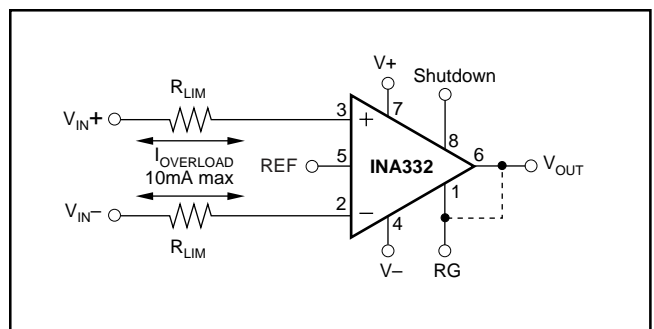 V+
Shutdown
R_LIM
V_IN+
3
+
7
8
I_OVERLOAD
10mA max
REF
5
INA332
6
V_OUT
1
V_IN–
2
–
4
R_LIM
V–
RG